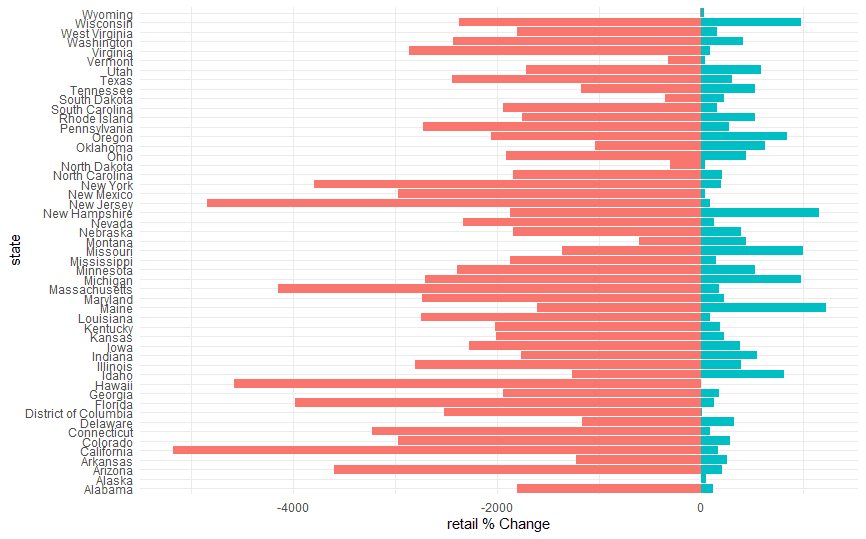 Wyoming
Wisconsin
West Virginia
Washington
Virginia
Vermont
Utah
Texas
Tennessee
South Dakota
South Carolina
Rhode Island
Pennsylvania
Oregon
Oklahoma
Ohio
North Dakota
North Carolina
New York
New Mexico
New Jersey
New Hampshire
Nevada
Nebraska
Montana
Missouri
Mississippi
Minnesota
Michigan
Massachusetts
Maryland
Maine
Louisiana
Kentucky
Kansas
Iowa
Indiana
Illinois
Idaho
Hawaii
Georgia
Florida
District of Columbia
Delaware
Connecticut
Colorado
California
Arkansas
Arizona
Alaska
Alabama
state
-4000 -2000 0
retail % Change